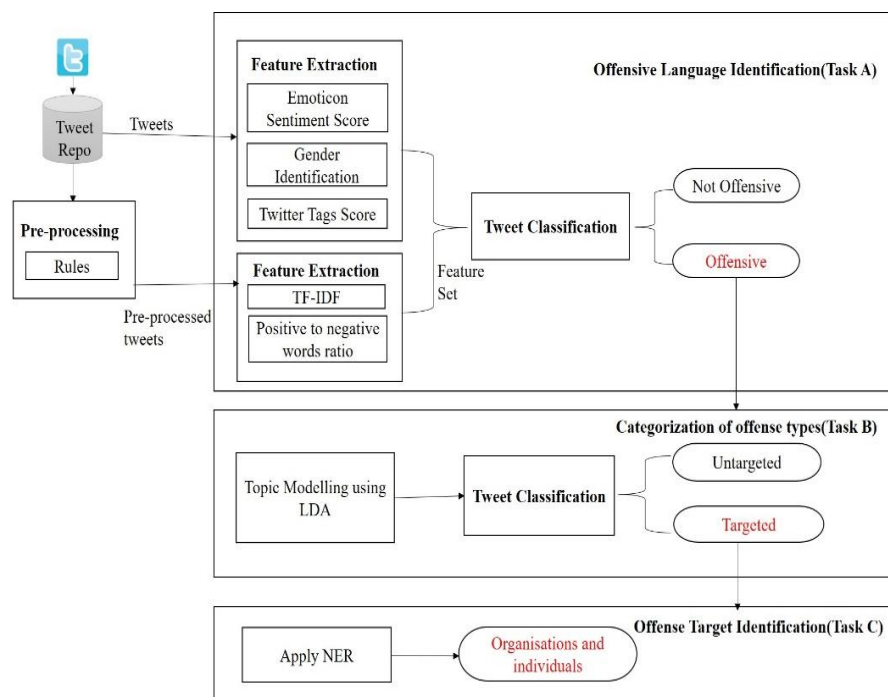 Feature Extraction
Emoticon
Sentiment Score
Gender
Identification
Twitter Tags Score
Offensive Language Identification(Task A)
Tweet
Repo
Tweets
Pre-processing
Rules
Pre-processed
tweets
Feature Extraction
TF-IDF
Positive to negative
words ratio
Feature
Set
Tweet Classification
Not Offensive
Offensive
Categorization of offense types(Task B)
Topic Modelling using
LDA
Tweet Classification
Untargeted
Targeted
Offense Target Identification(Task C)
Apply NER
Organisations and
individuals